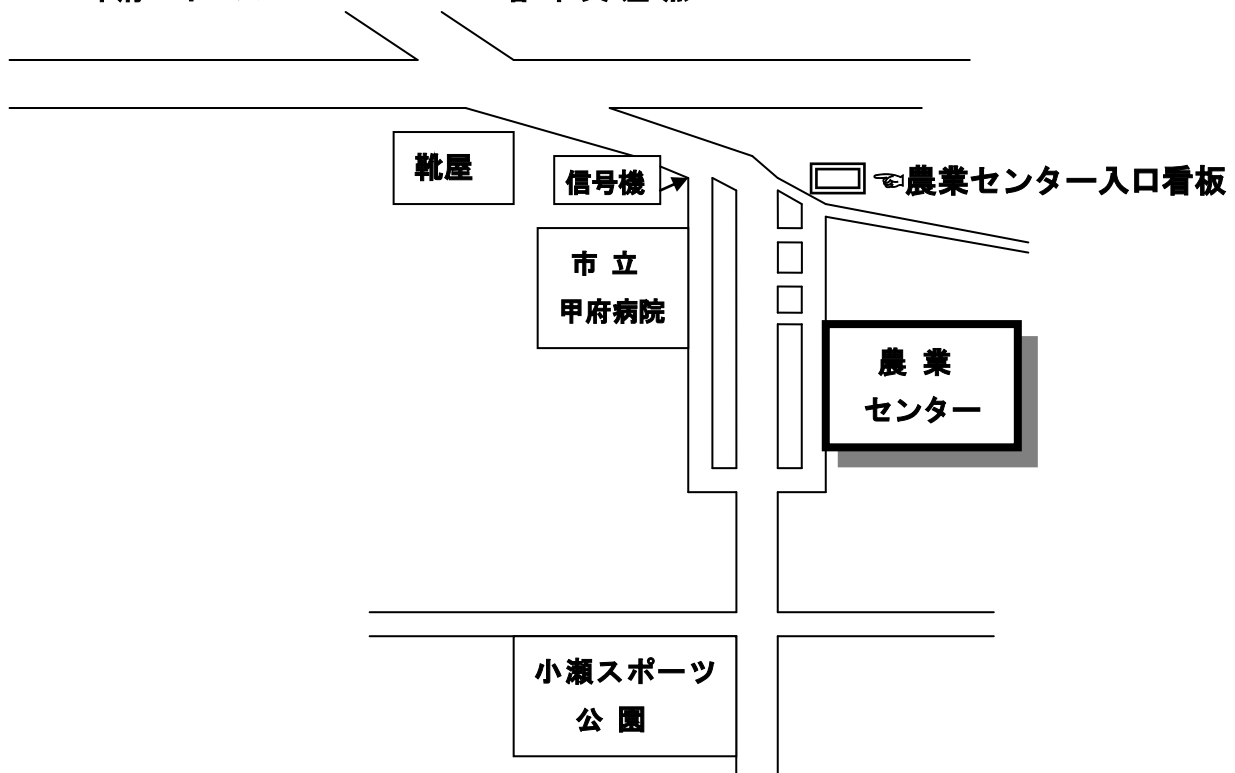 靴屋
信号機
☜農業センター入口看板
市 立
甲府病院
農 業
センター
小瀬スポーツ
公 園